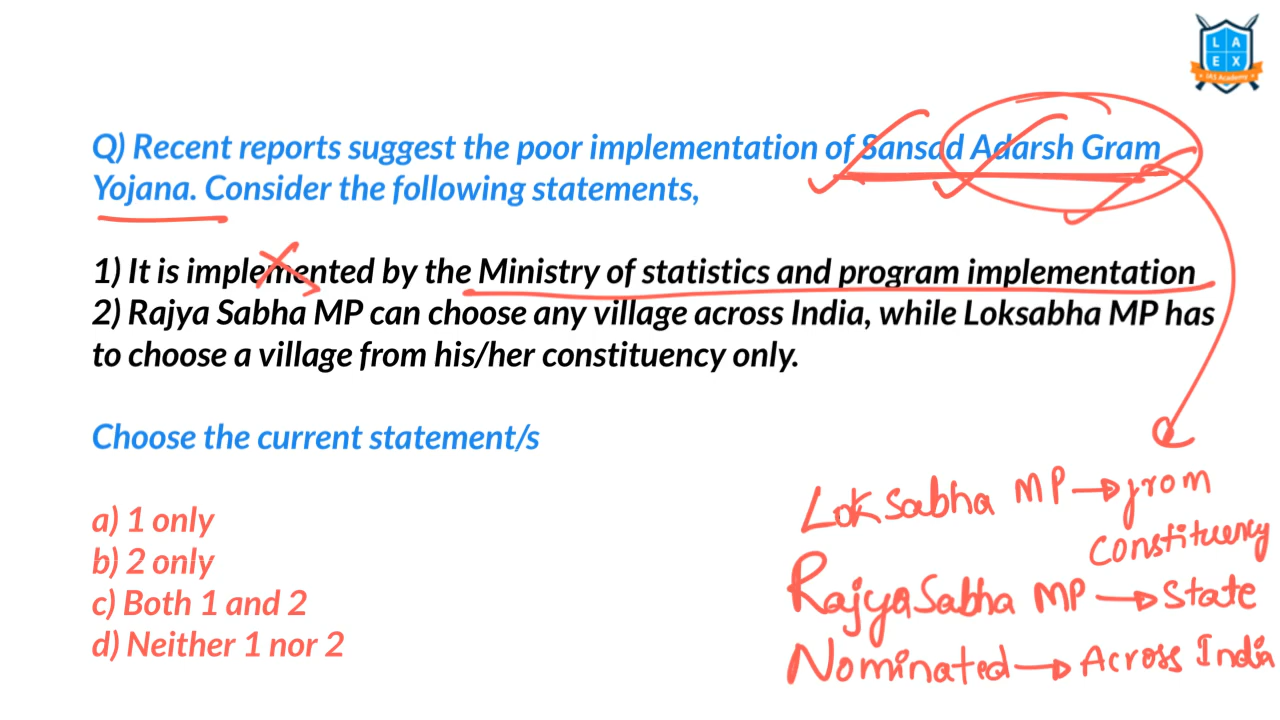 L A
E X
IAS Academy
Q) Recent reports suggest the poor implementation of Sansad Adarsh Gram
Yojana. Consider the following statements,
1) It is implemented by the Ministry of statistics and program implementation
2) Rajya Sabha MP can choose any village across India, while Loksabha MP has
to choose a village from his/her constituency only.
Choose the current statement/s
a) 1 only
b) 2 only
c) Both 1 and 2
d) Neither 1 nor 2
Loksabha MP → from
Constituency
RajyaSabha MP → State
Nominated → Across India